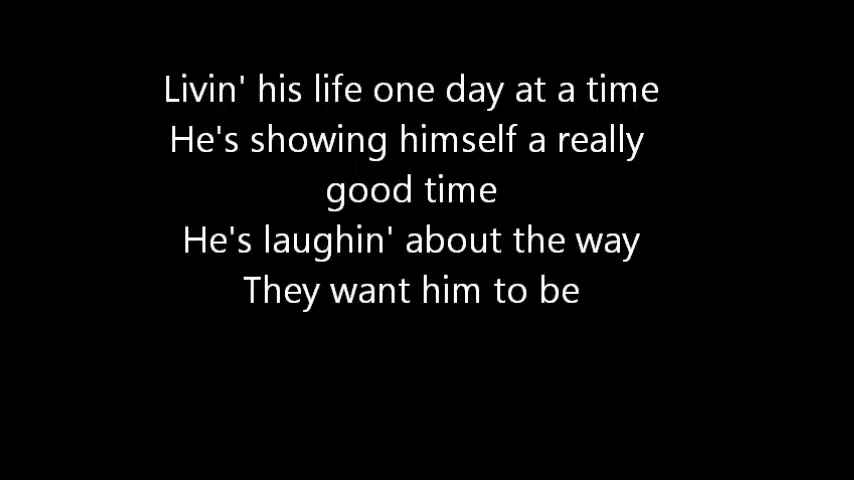 Livin' his life one day at a time
He's showing himself a really
good time
He's laughin' about the way
They want him to be